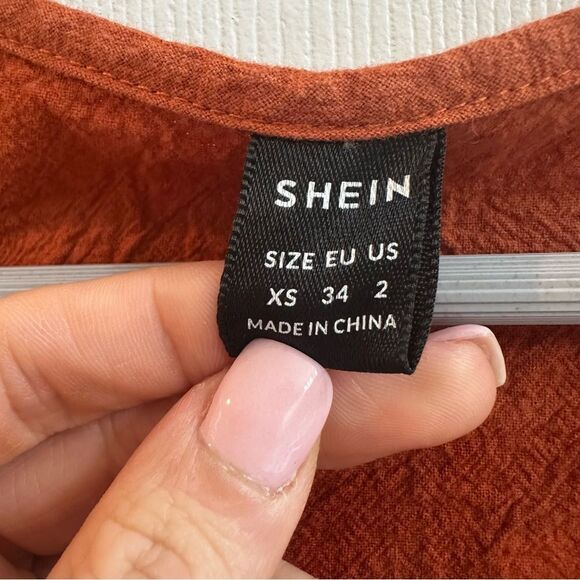 SHEIN
SIZE EU US
XS 34 2
MADE IN CHINA